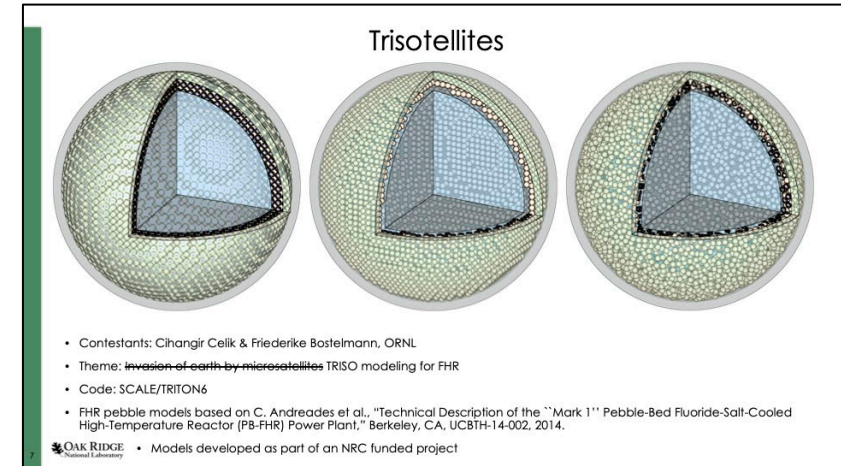 Trisotellites
• Contestants: Cihangir Celik & Friederike Bostelmann, ORNL
• Theme: Invasion of earth by microsatellites TRISO modeling for FHR
• Code: SCALE/TRITON6
• FHR pebble models based on C. Andreades et al., "Technical Description of the ``Mark 1'' Pebble-Bed Fluoride-Salt-Cooled
High-Temperature Reactor (PB-FHR) Power Plant," Berkeley, CA, UCBTH-14-002, 2014.
• Models developed as part of an NRC funded project
7
OAK RIDGE
National Laboratory